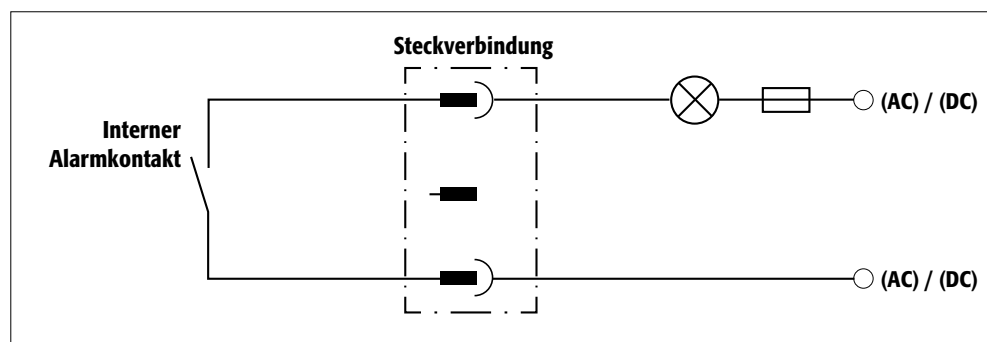 Steckverbindung
(AC) / (DC)
Interner
Alarmkontakt
(AC) / (DC)